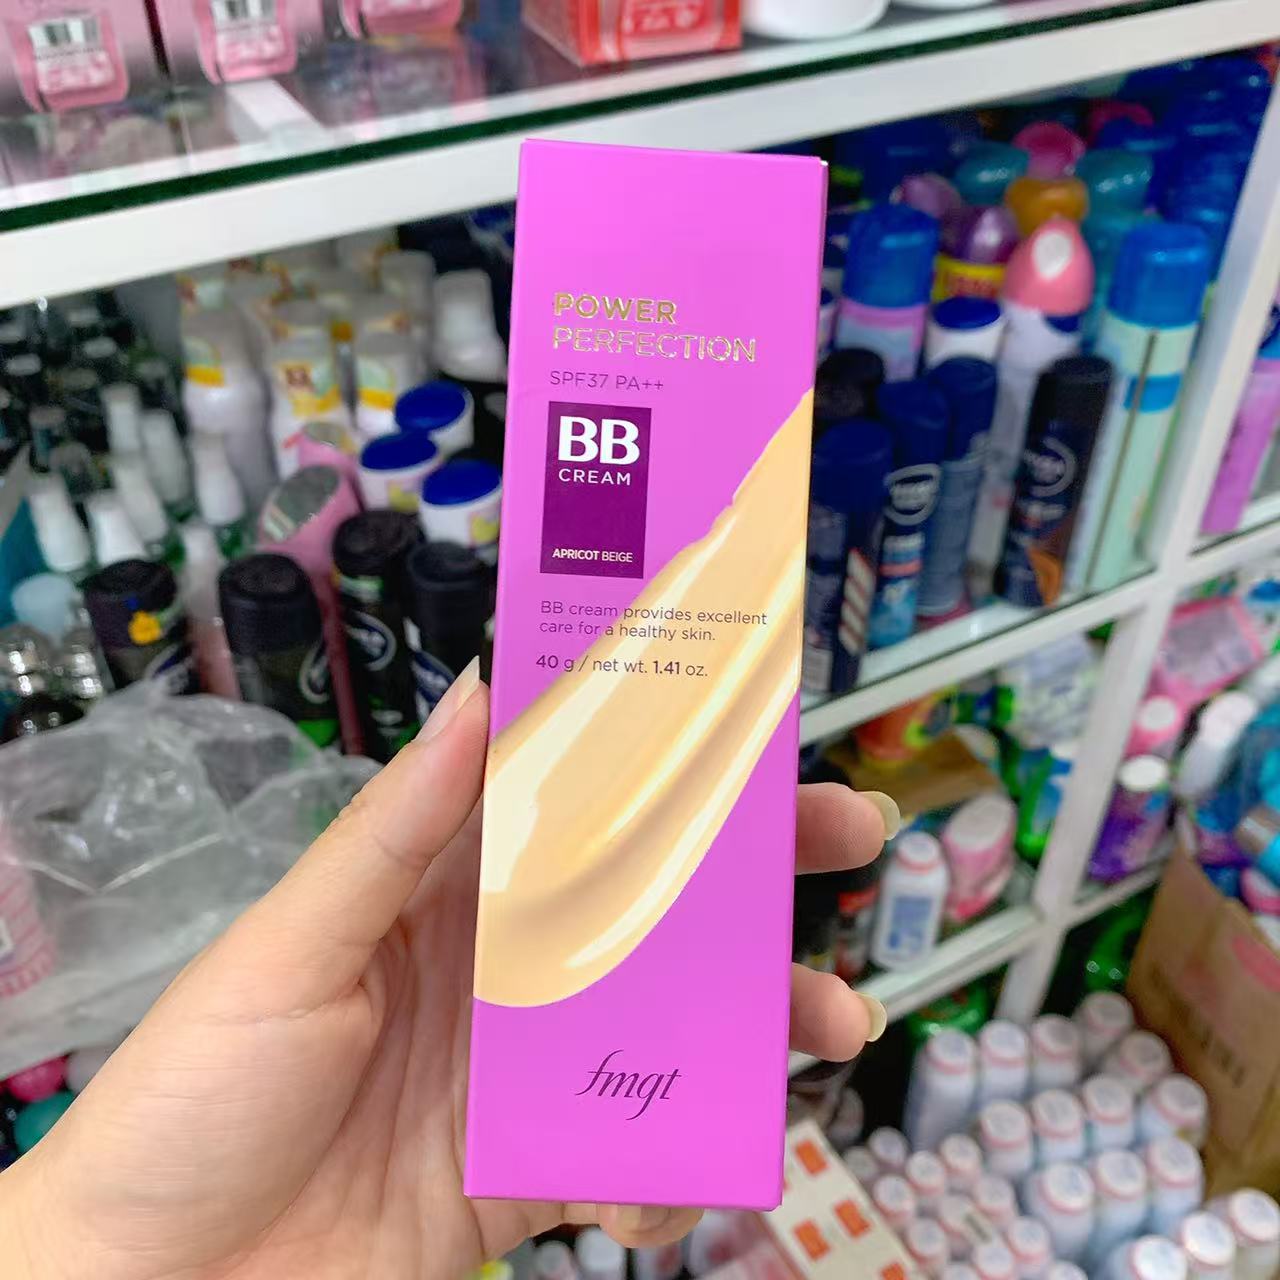 POWER
PERFECTION
SPF37 PA++
BB
CREAM
APRICOT BEIGE
BB cream provides excellent
care for a healthy skin.
40 g / net wt. 1.41 oz.
fmgt